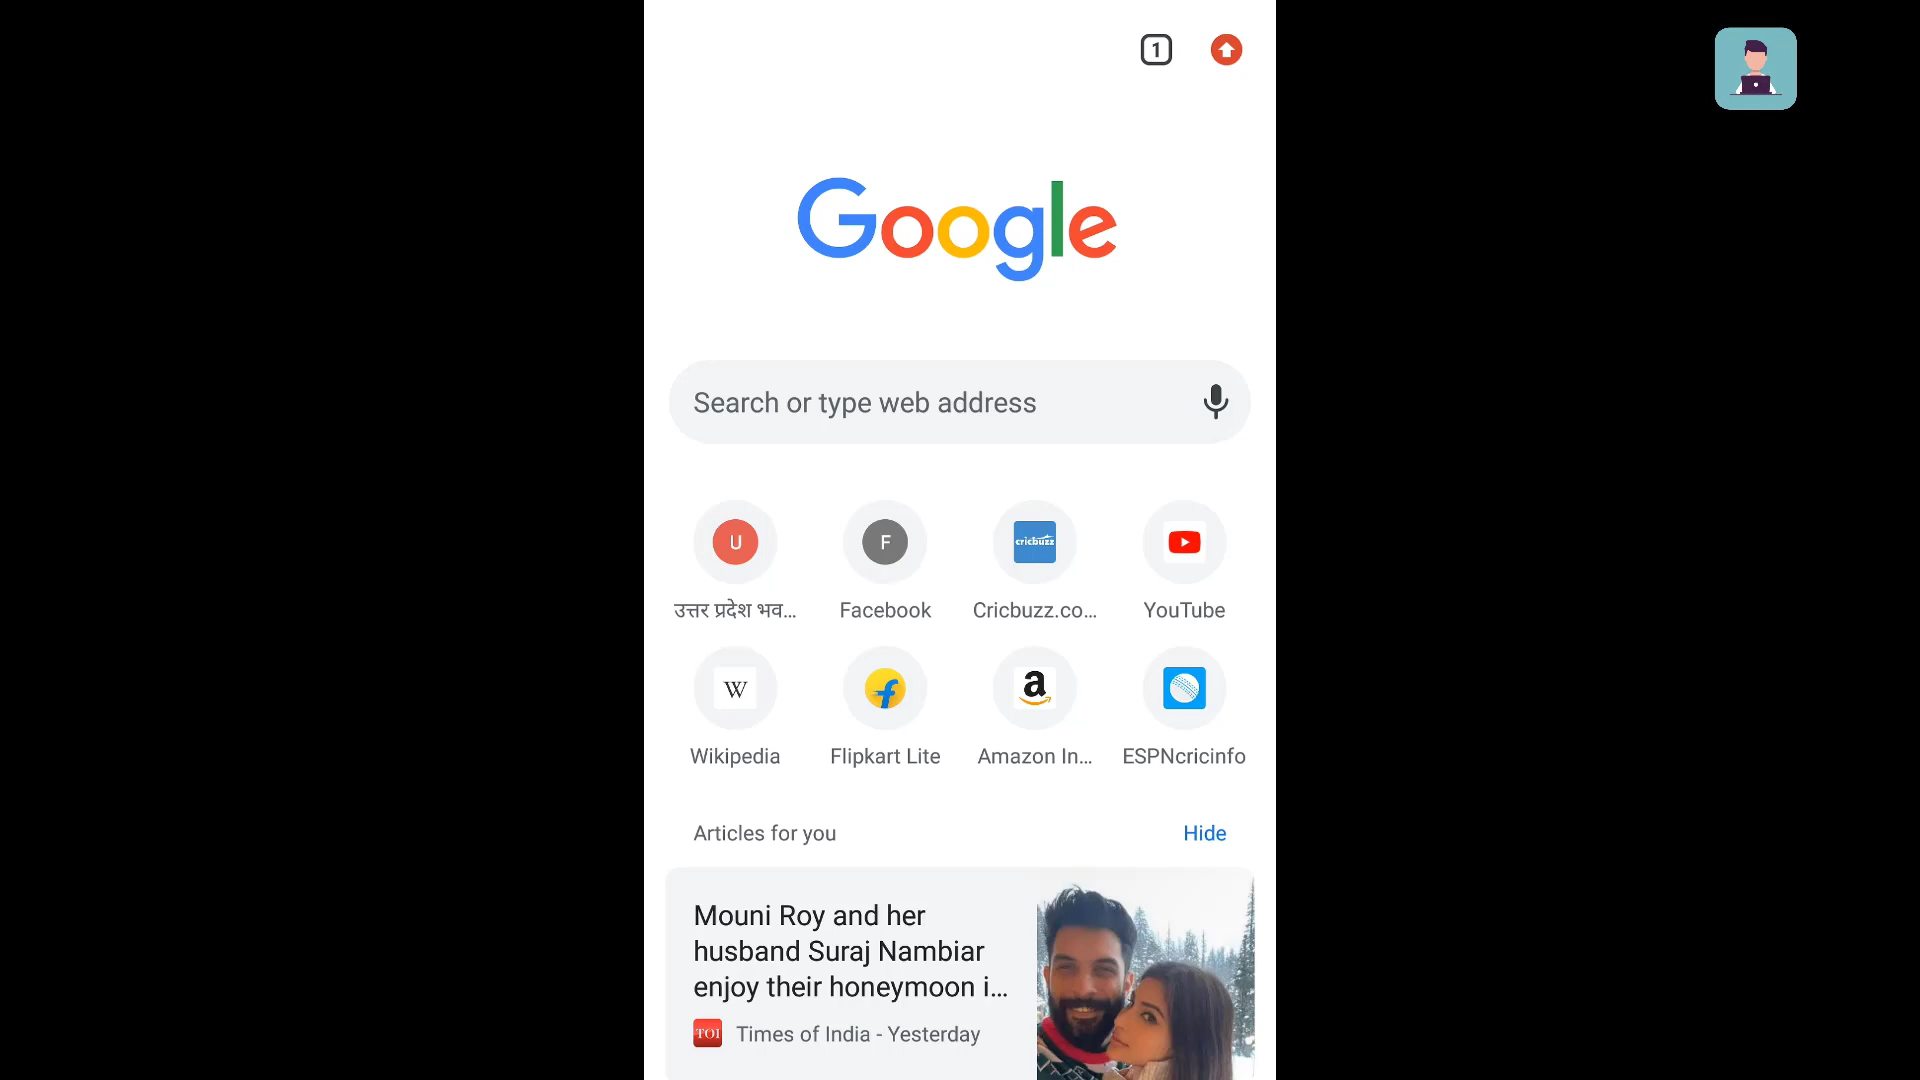 1
Google
Search or type web address
U
F
cricbuzz
उत्तर प्रदेश भव...
Facebook
Cricbuzz.co...
YouTube
W
a
Wikipedia
Flipkart Lite
Amazon In...
ESPNcricinfo
Articles for you
Hide
Mouni Roy and her
husband Suraj Nambiar
enjoy their honeymoon i...
TOI
Times of India - Yesterday